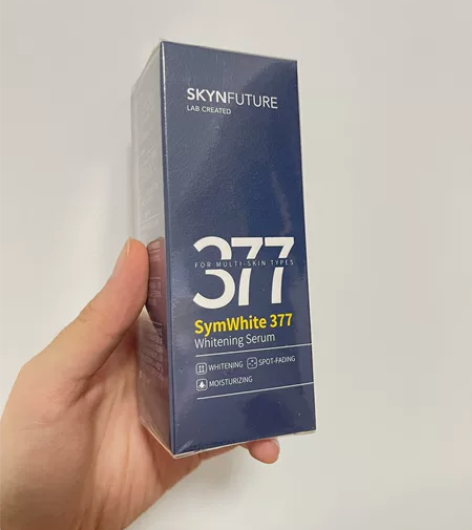 SKYNFUTURE
LAB CREATED
377
FOR MULTI-SKIN TYPES
SymWhite 377
Whitening Serum
WHITENING SPOT-FADING
MOISTURIZING